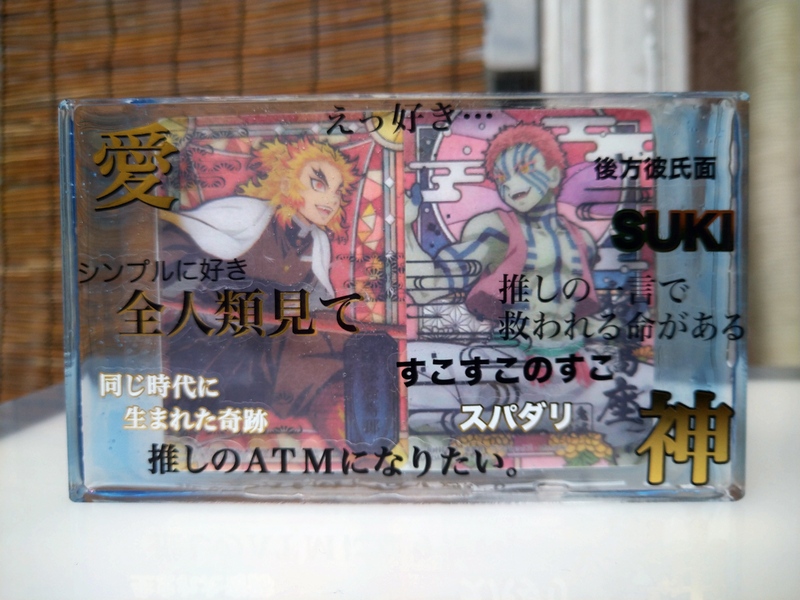 えっ好き…
愛
後方彼氏面
SUKI
シンプルに好き
全人類見て
推しの一言で
救われる命がある
すこすこのすこ
同じ時代に
生まれた奇跡
スパダリ
座
神
推しのATMになりたい。